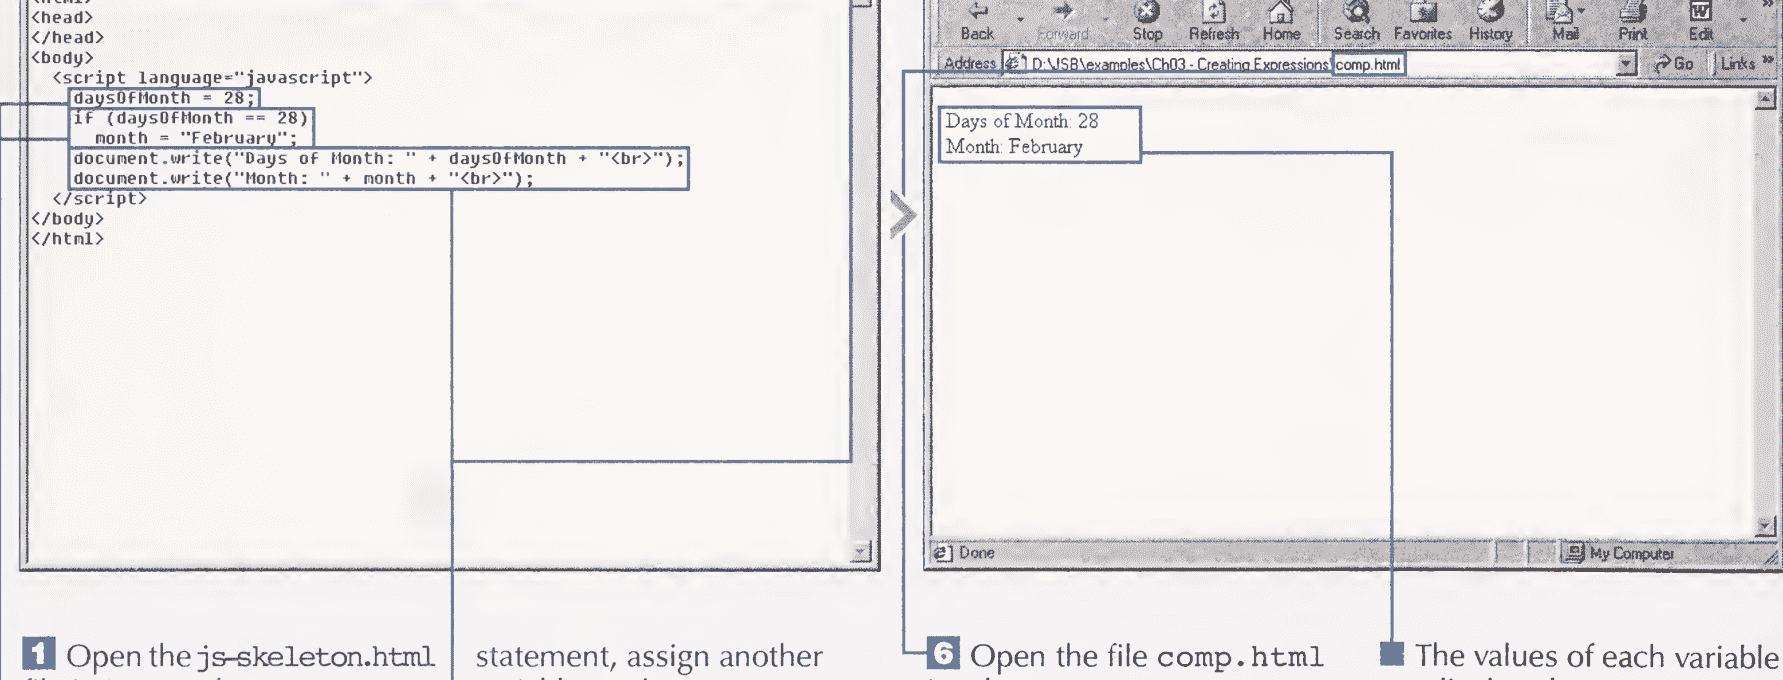 <html>
<head>
</head>
<body>
<script language="javascript">
daysOfMonth = 28;
if (daysOfMonth == 28)
month = "February";
document.write("Days of Month: " + daysOfMonth + "<br>");
document.write("Month: " + month + "<br>");
</script>
</body>
</html>
Back Forward Stop Refresh Home Search Favorites History Mail Print Edit
Address D:\JSB\examples\Ch03 - Creating Expressions\comp.html Go Links
Days of Month: 28
Month: February
Done My Computer
1 Open the js-skeleton.html
statement, assign another
6 Open the file comp.html
The values of each variable